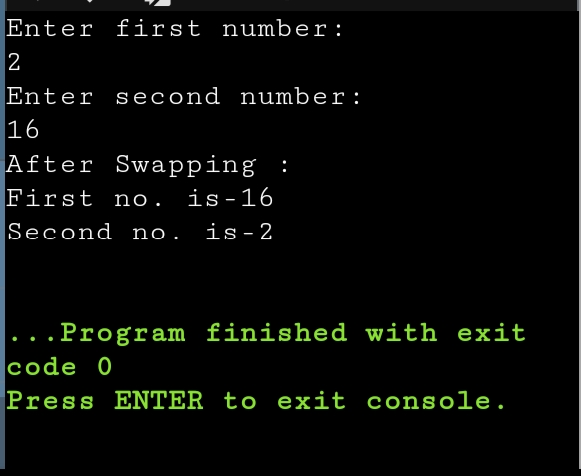 Enter first number:
2
Enter second number:
16
After Swapping :
First no. is-16
Second no. is-2
...Program finished with exit
code 0
Press ENTER to exit console.